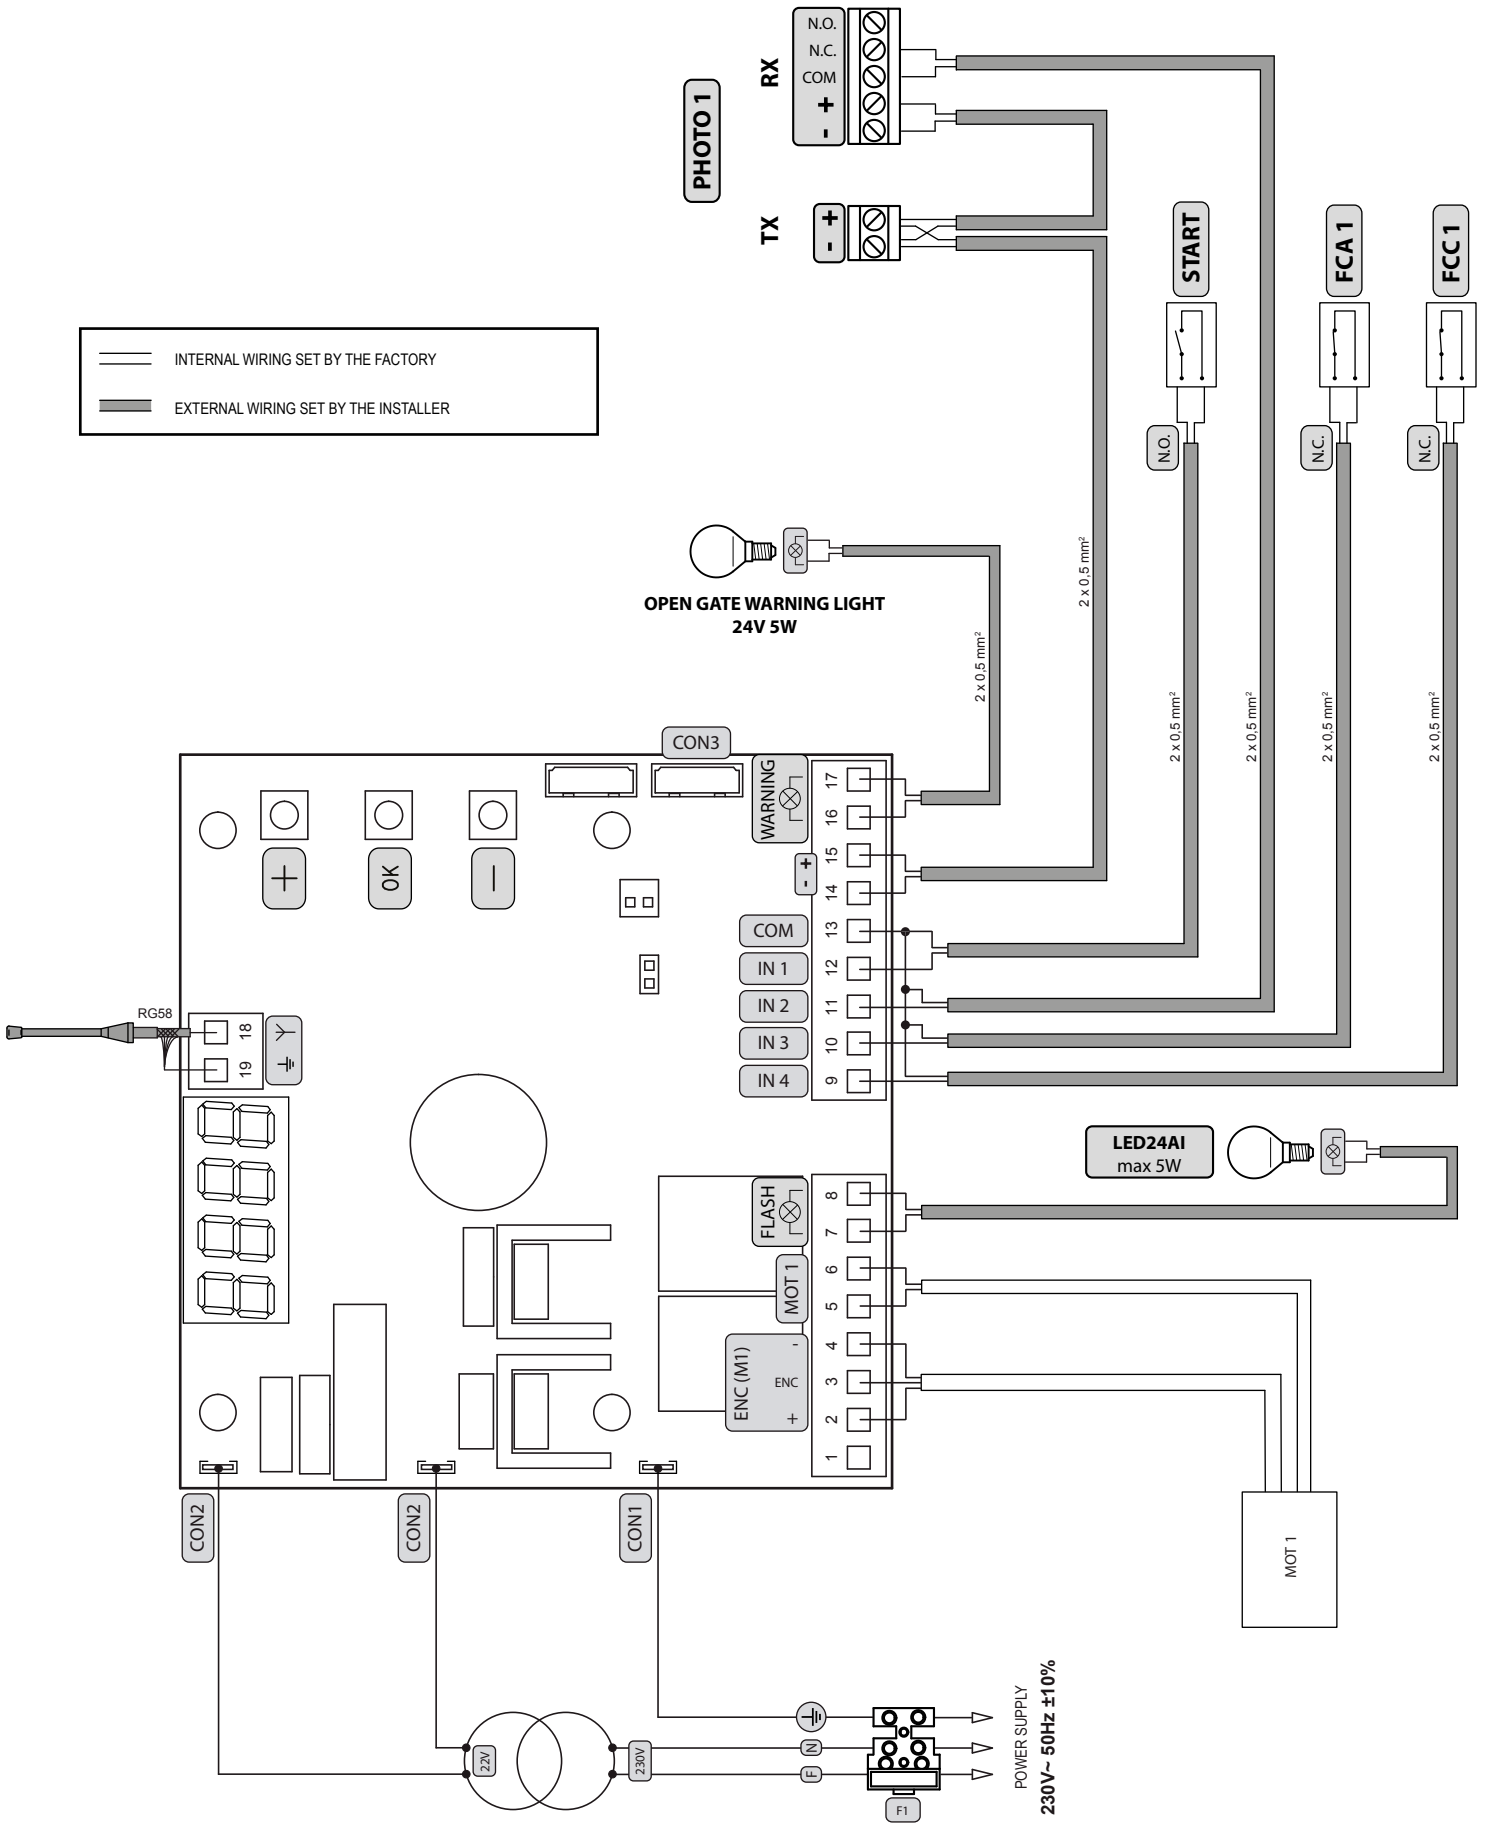 N.O.
N.C.
COM
+
-
RX
PHOTO 1
TX
+
-
START
FCA 1
FCC 1
INTERNAL WIRING SET BY THE FACTORY
EXTERNAL WIRING SET BY THE INSTALLER
N.O.
N.C.
N.C.
OPEN GATE WARNING LIGHT
24V 5W
2 x 0,5 mm²
2 x 0,5 mm²
2 x 0,5 mm²
2 x 0,5 mm²
2 x 0,5 mm²
2 x 0,5 mm²
CON3
WARNING
17
16
+
OK
-
- +
15
14
COM
13
IN 1
12
IN 2
11
IN 3
10
IN 4
9
RG58
18
19
LED24AI
max 5W
FLASH
8
7
MOT 1
6
5
ENC (M1)
-
ENC
+
4
3
2
1
CON2
CON2
CON1
MOT 1
22V
230V
N
F
F1
POWER SUPPLY
230V~ 50Hz ±10%